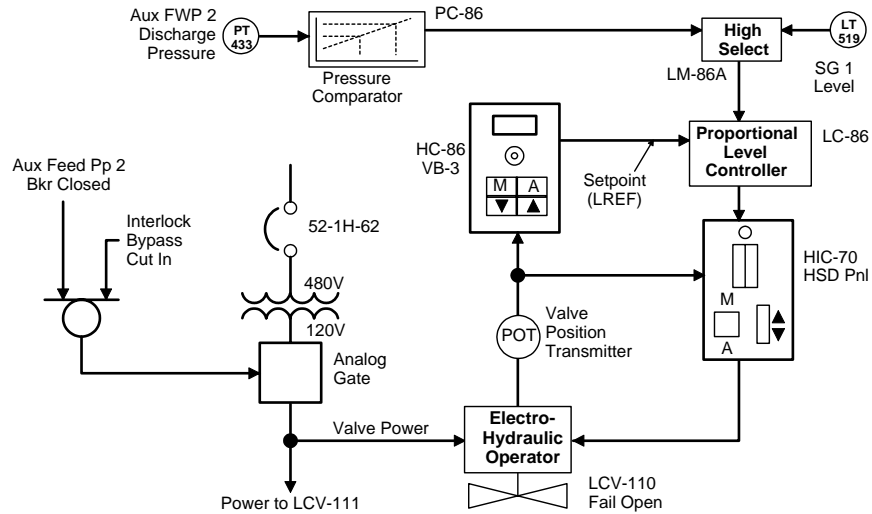 Aux FWP 2
Discharge
Pressure
PT
433
PC-86
Pressure
Comparator
High
Select
LM-86A
LT
519
SG 1
Level
HC-86
VB-3
M A
Setpoint
(LREF)
Proportional
Level
Controller
LC-86
Aux Feed Pp 2
Bkr Closed
Interlock
Bypass
Cut In
52-1H-62
480V
120V
Analog
Gate
HIC-70
HSD Pnl
M
A
POT
Valve
Position
Transmitter
Valve Power
Electro-
Hydraulic
Operator
Power to LCV-111
LCV-110
Fail Open